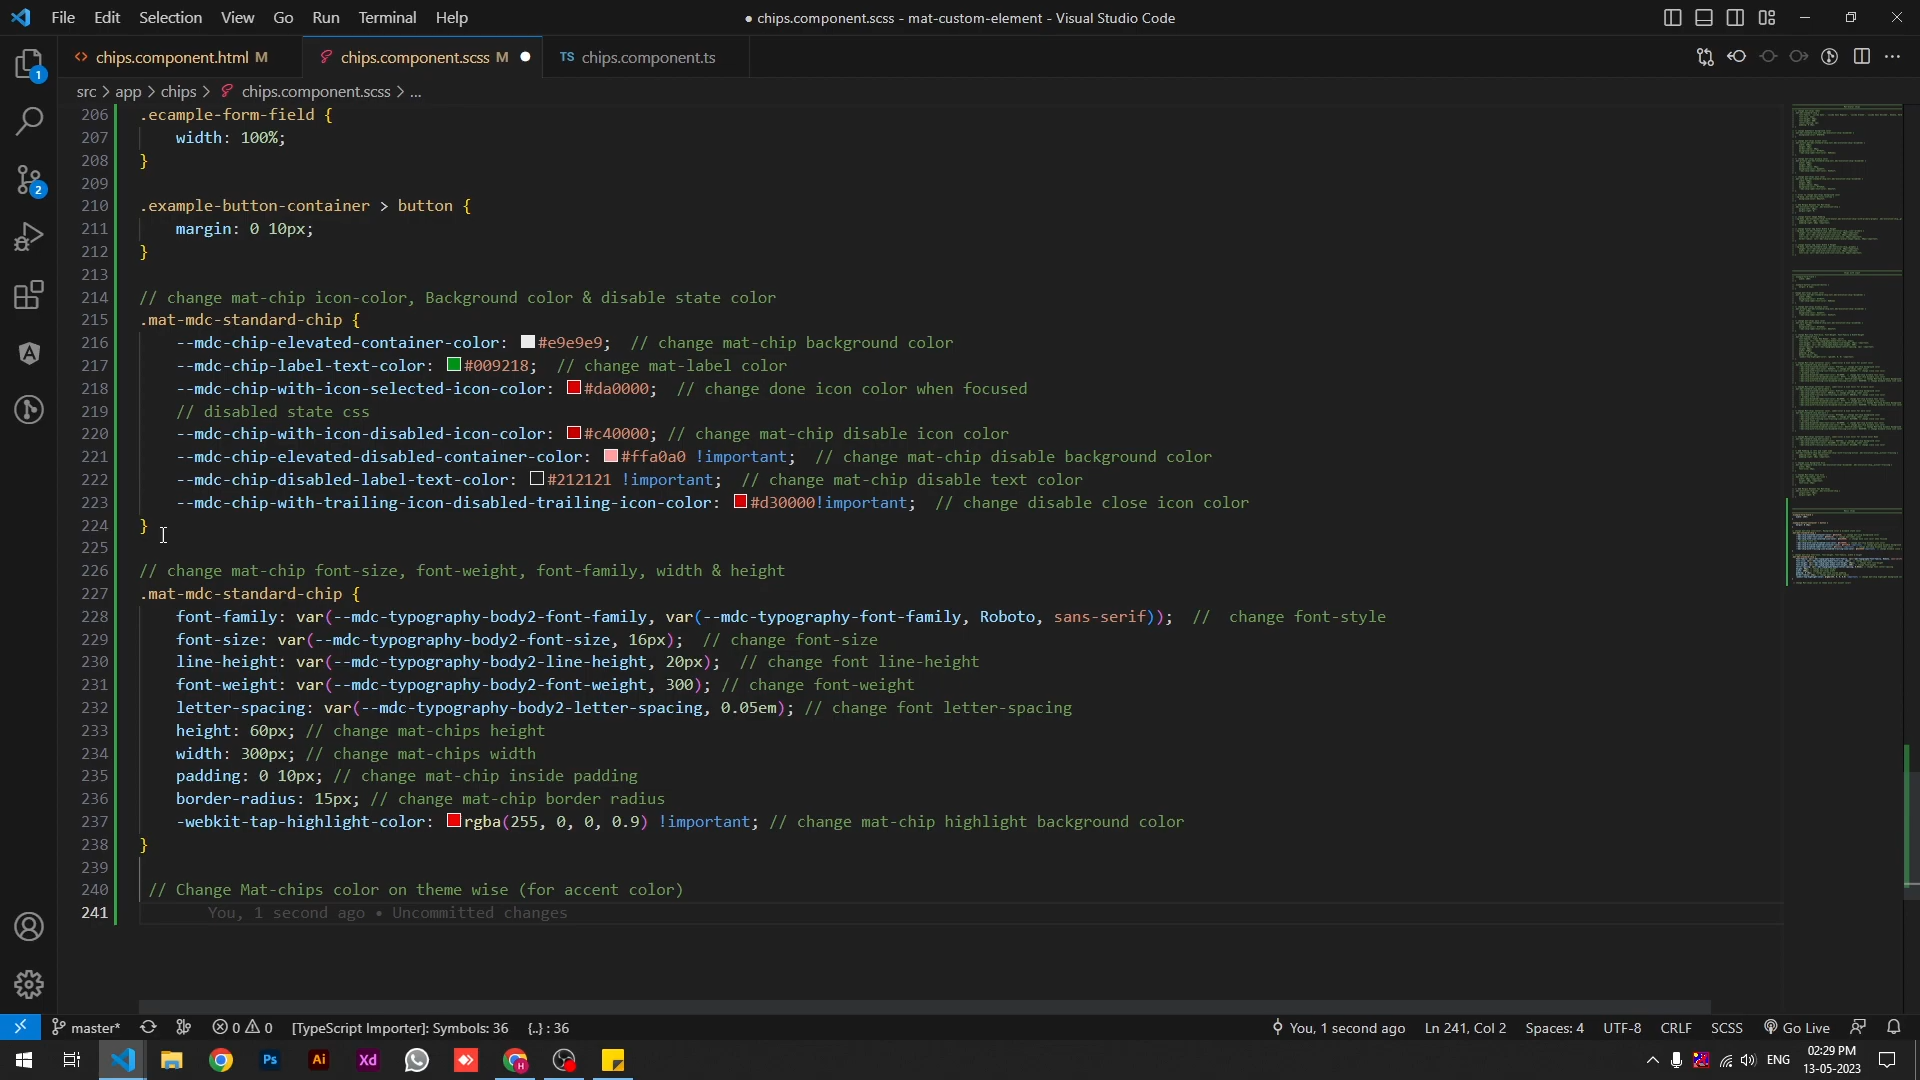 File Edit Selection View Go Run Terminal Help
● chips.component.scss - mat-custom-element - Visual Studio Code
chips.component.html M
chips.component.scss M
TS chips.component.ts
src > app > chips > chips.component.scss > ...
206 .ecample-form-field {
207 width: 100%;
208 }
209
210 .example-button-container > button {
211 margin: 0 10px;
212 }
213
214 // change mat-chip icon-color, Background color & disable state color
215 .mat-mdc-standard-chip {
216 --mdc-chip-elevated-container-color: #e9e9e9; // change mat-chip background color
217 --mdc-chip-label-text-color: #009218; // change mat-label color
218 --mdc-chip-with-icon-selected-icon-color: #da0000; // change done icon color when focused
219 // disabled state css
220 --mdc-chip-with-icon-disabled-icon-color: #c40000; // change mat-chip disable icon color
221 --mdc-chip-elevated-disabled-container-color: #ffa0a0 !important; // change mat-chip disable background color
222 --mdc-chip-disabled-label-text-color: #212121 !important; // change mat-chip disable text color
223 --mdc-chip-with-trailing-icon-disabled-trailing-icon-color: #d30000!important; // change disable close icon color
224 }
225
226 // change mat-chip font-size, font-weight, font-family, width & height
227 .mat-mdc-standard-chip {
228 font-family: var(--mdc-typography-body2-font-family, var(--mdc-typography-font-family, Roboto, sans-serif)); // change font-style
229 font-size: var(--mdc-typography-body2-font-size, 16px); // change font-size
230 line-height: var(--mdc-typography-body2-line-height, 20px); // change font line-height
231 font-weight: var(--mdc-typography-body2-font-weight, 300); // change font-weight
232 letter-spacing: var(--mdc-typography-body2-letter-spacing, 0.05em); // change font letter-spacing
233 height: 60px; // change mat-chips height
234 width: 300px; // change mat-chips width
235 padding: 0 10px; // change mat-chip inside padding
236 border-radius: 15px; // change mat-chip border radius
237 -webkit-tap-highlight-color: rgba(255, 0, 0, 0.9) !important; // change mat-chip highlight background color
238 }
239
240 // Change Mat-chips color on theme wise (for accent color)
241 You, 1 second ago • Uncommitted changes
1
2
master* 0 0 [TypeScript Importer]: Symbols: 36 {..} : 36
You, 1 second ago Ln 241, Col 2 Spaces: 4 UTF-8 CRLF SCSS Go Live
Ps Ai Xd H
ENG 02:29 PM
13-05-2023